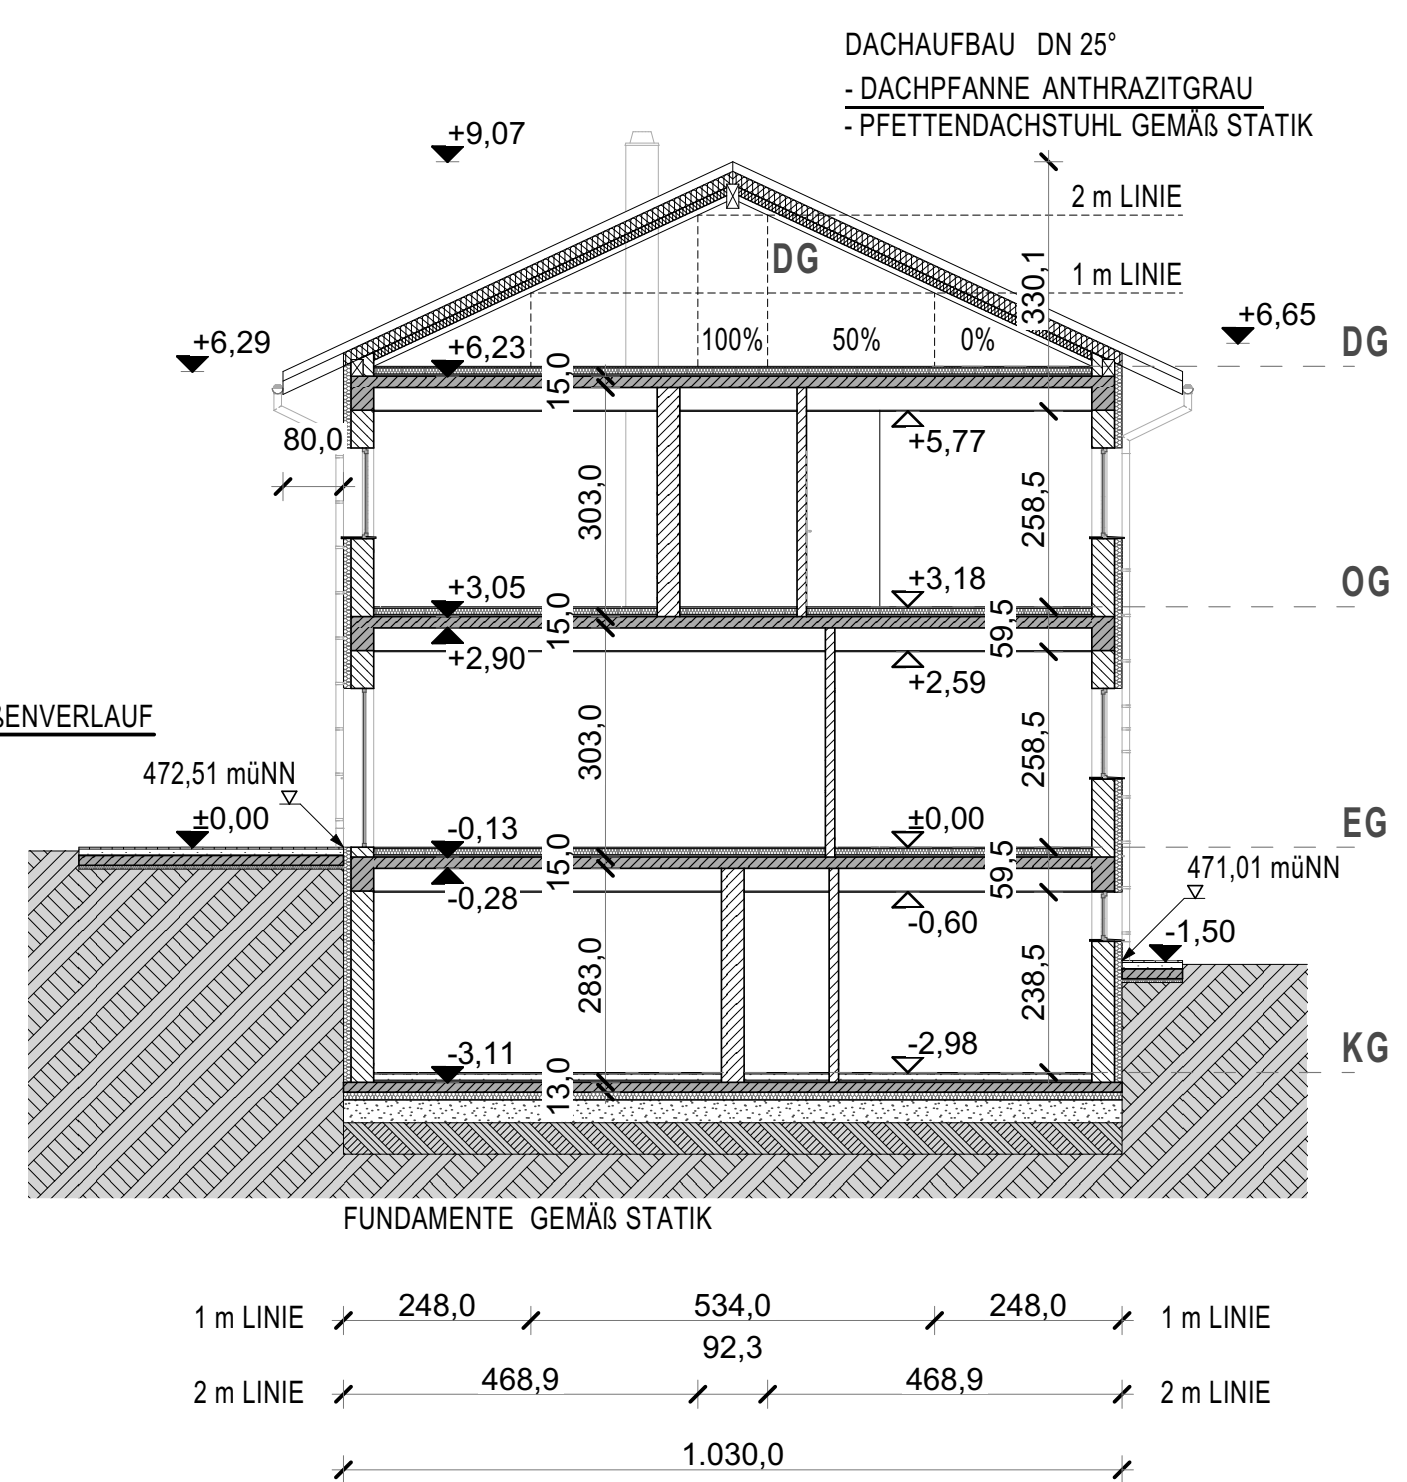 DACHAUFBAU DN 25°
- DACHPFANNE ANTHRAZITGRAU
- PFETTENDACHSTUHL GEMÄß STATIK
+9,07
2 m LINIE
DG
1 m LINIE
330,1
+6,29
+6,65
DG
+6,23
100%
50%
0%
15,0
80,0
+5,77
303,0
258,5
OG
+3,05
+3,18
15,0
59,5
+2,90
+2,59
ßENVERLAUF
303,0
258,5
472,51 müNN
±0,00
-0,13
±0,00
EG
15,0
59,5
471,01 müNN
-0,28
-0,60
-1,50
283,0
238,5
KG
-3,11
-2,98
13,0
FUNDAMENTE GEMÄß STATIK
1 m LINIE 248,0 534,0 248,0 1 m LINIE
92,3
2 m LINIE 468,9 468,9 2 m LINIE
1.030,0